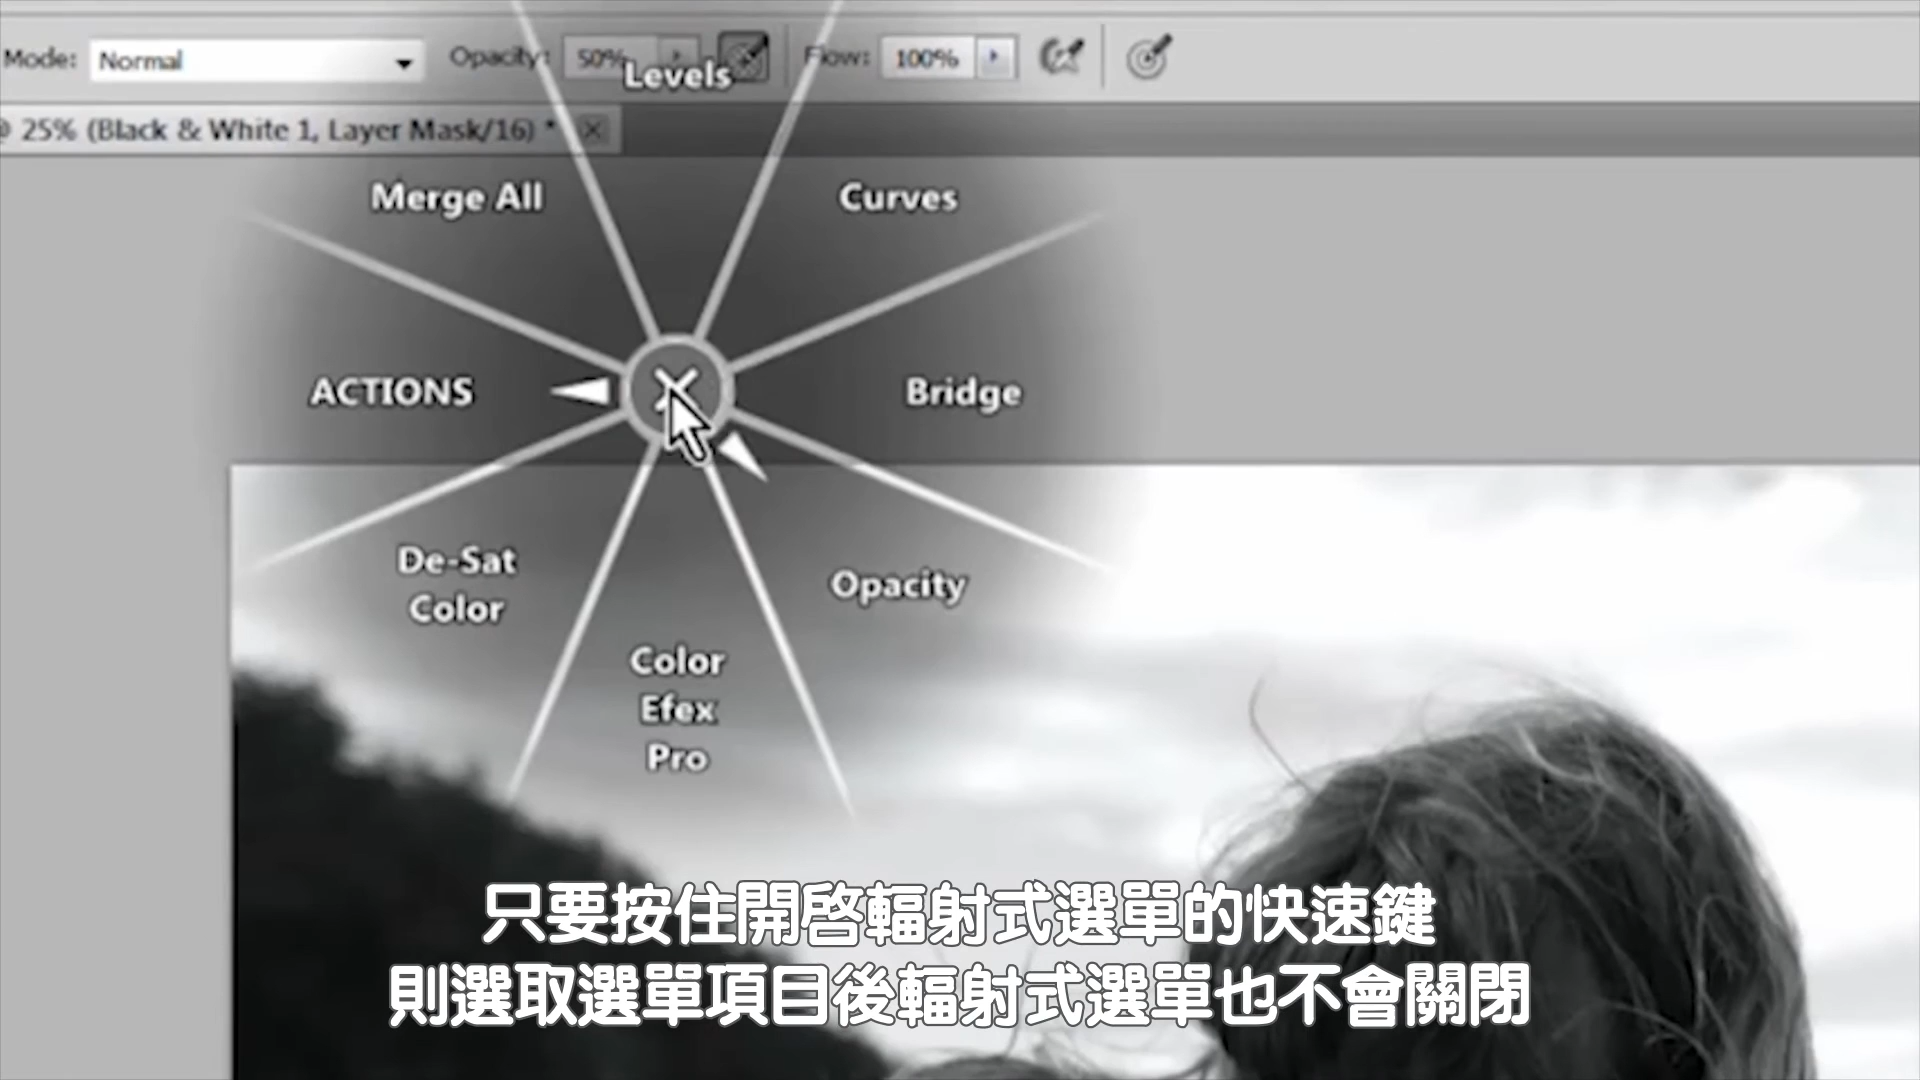 Mode: Normal Opacity: 50% Flow: 100%
Levels
25% (Black & White 1, Layer Mask/16) *
Merge All
Curves
ACTIONS
Bridge
De-Sat
Color
Opacity
Color
Efex
Pro
只要按住開啟輻射式選單的快速鍵
則選取選單項目後輻射式選單也不會關閉